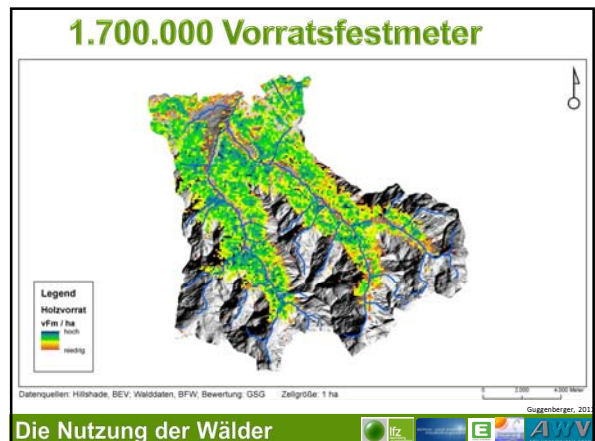 1.700.000 Vorratsfestmeter
Legend
Holzvorrat
vFm / ha
hoch
niedrig
Datenquellen: Hillshade, BEV; Walddaten, BFW; Bewertung: GSG Zellgröße: 1 ha
0 2.000 4.000 Meter
Guggenberger, 2011
Die Nutzung der Wälder
lfz
E
AWV